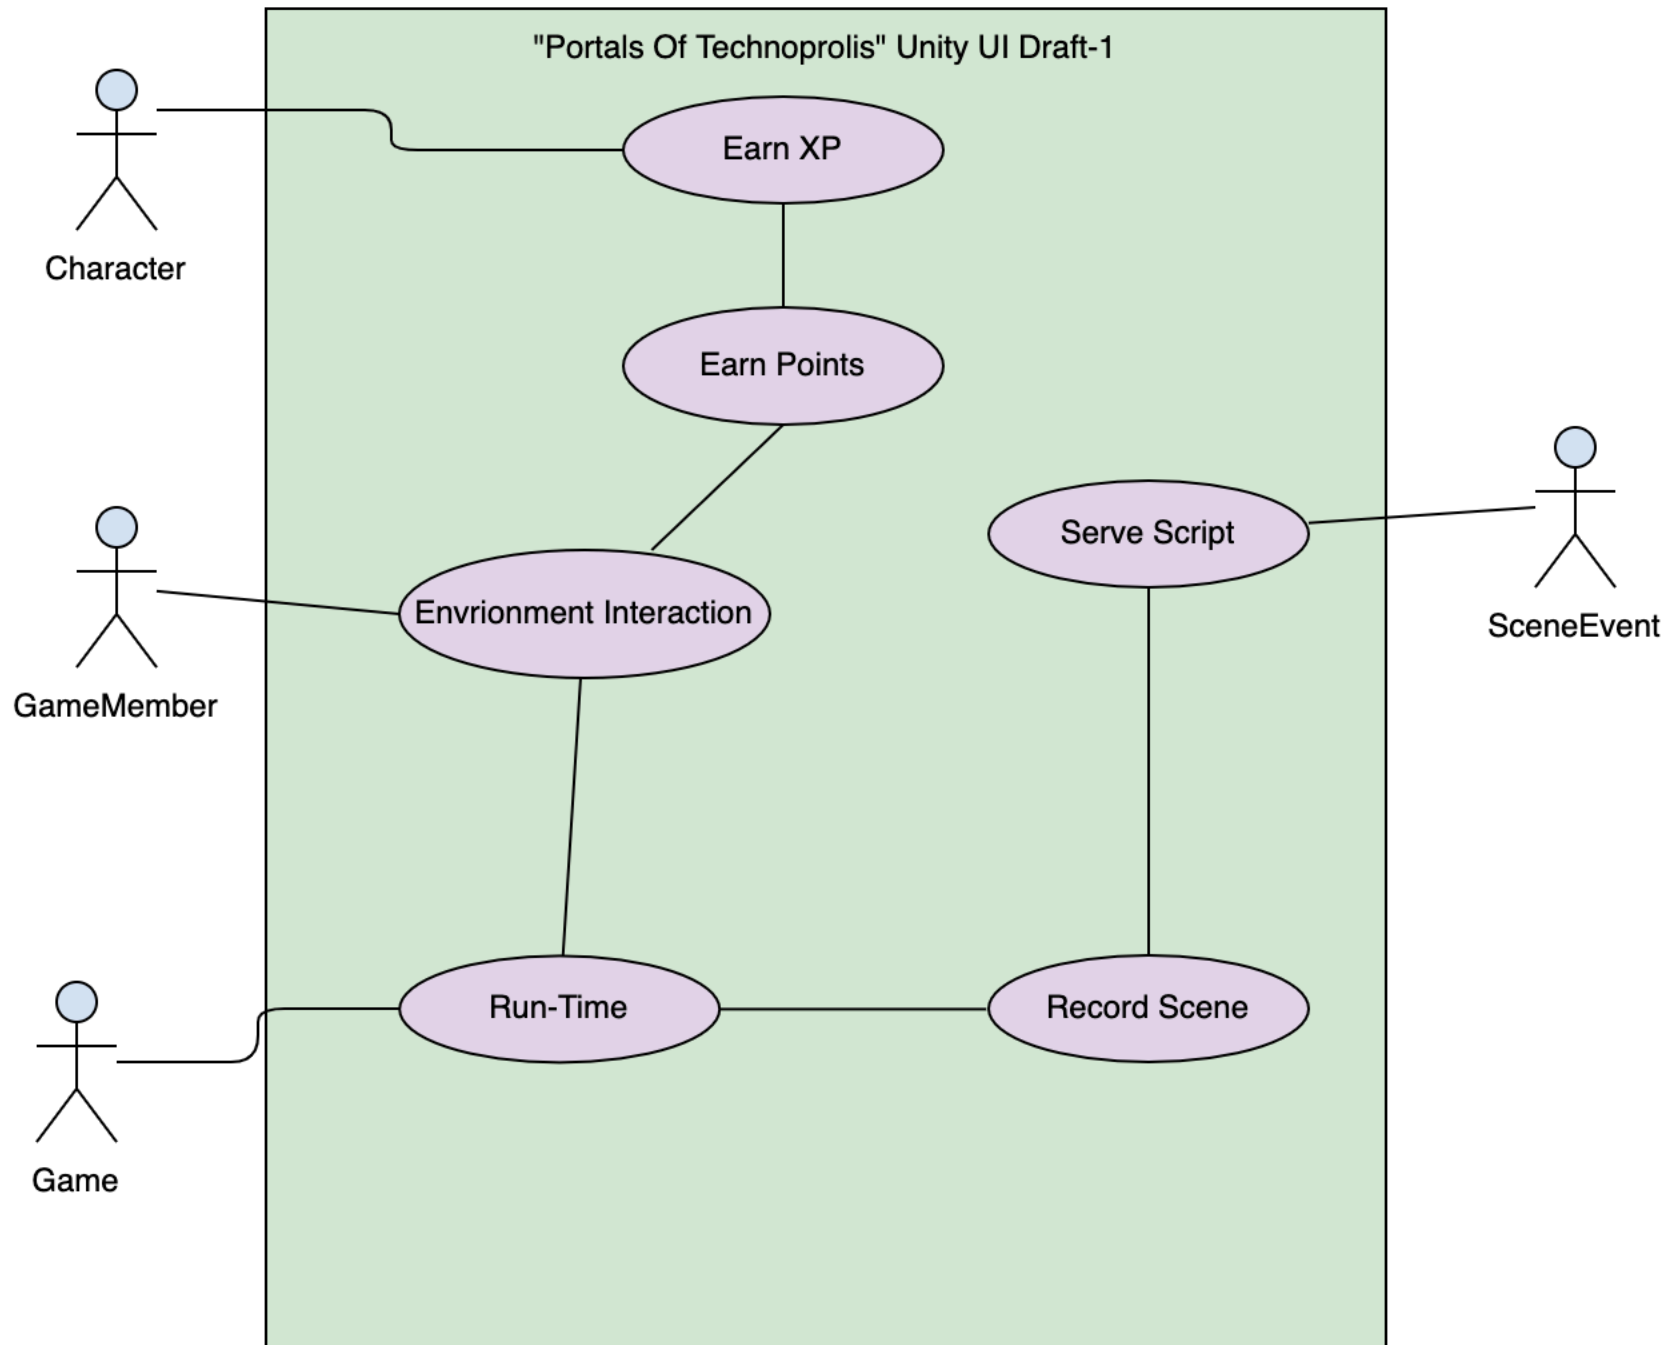 "Portals Of Technoprolis" Unity UI Draft-1
Earn XP
Character
Earn Points
Serve Script
Envrionment Interaction
SceneEvent
GameMember
Run-Time
Record Scene
Game